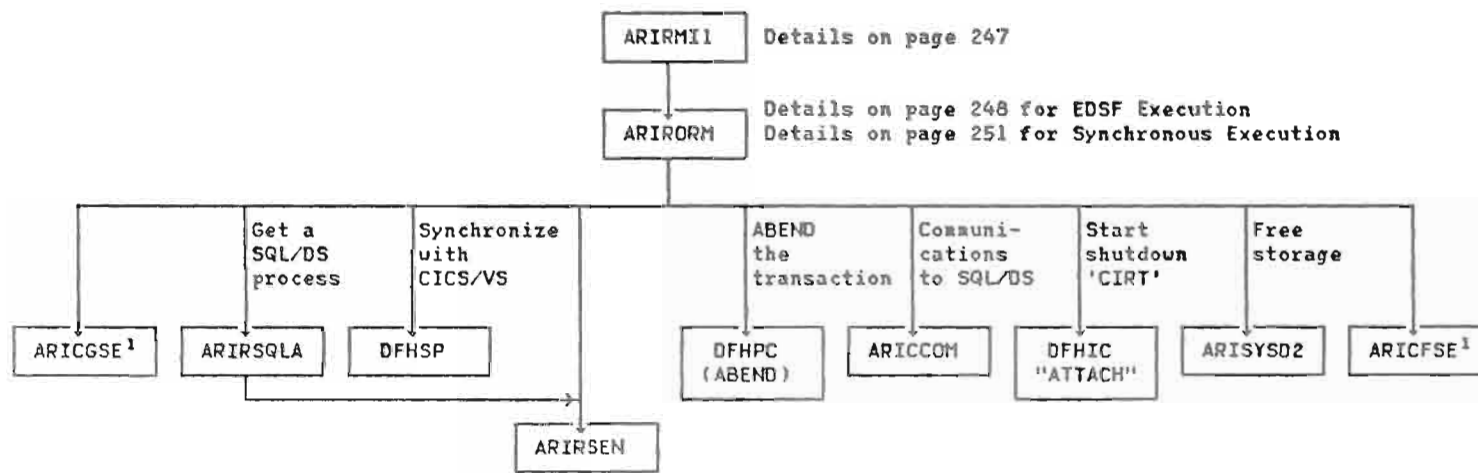 ARIRMI1
Details on page 247
Details on page 248 for EDSF Execution
ARIRORM
Details on page 251 for Synchronous Execution
Get a
SQL/DS
process
Synchronize
with
CICS/VS
ABEND
the
transaction
Communi-
cations
to SQL/DS
Start
shutdown
'CIRT'
Free
storage
ARICGSE¹
ARIRSQLA
DFHSP
DFHPC
(ABEND)
ARICCOM
DFHIC
"ATTACH"
ARISYSD2
ARICFSE¹
ARIRSEN